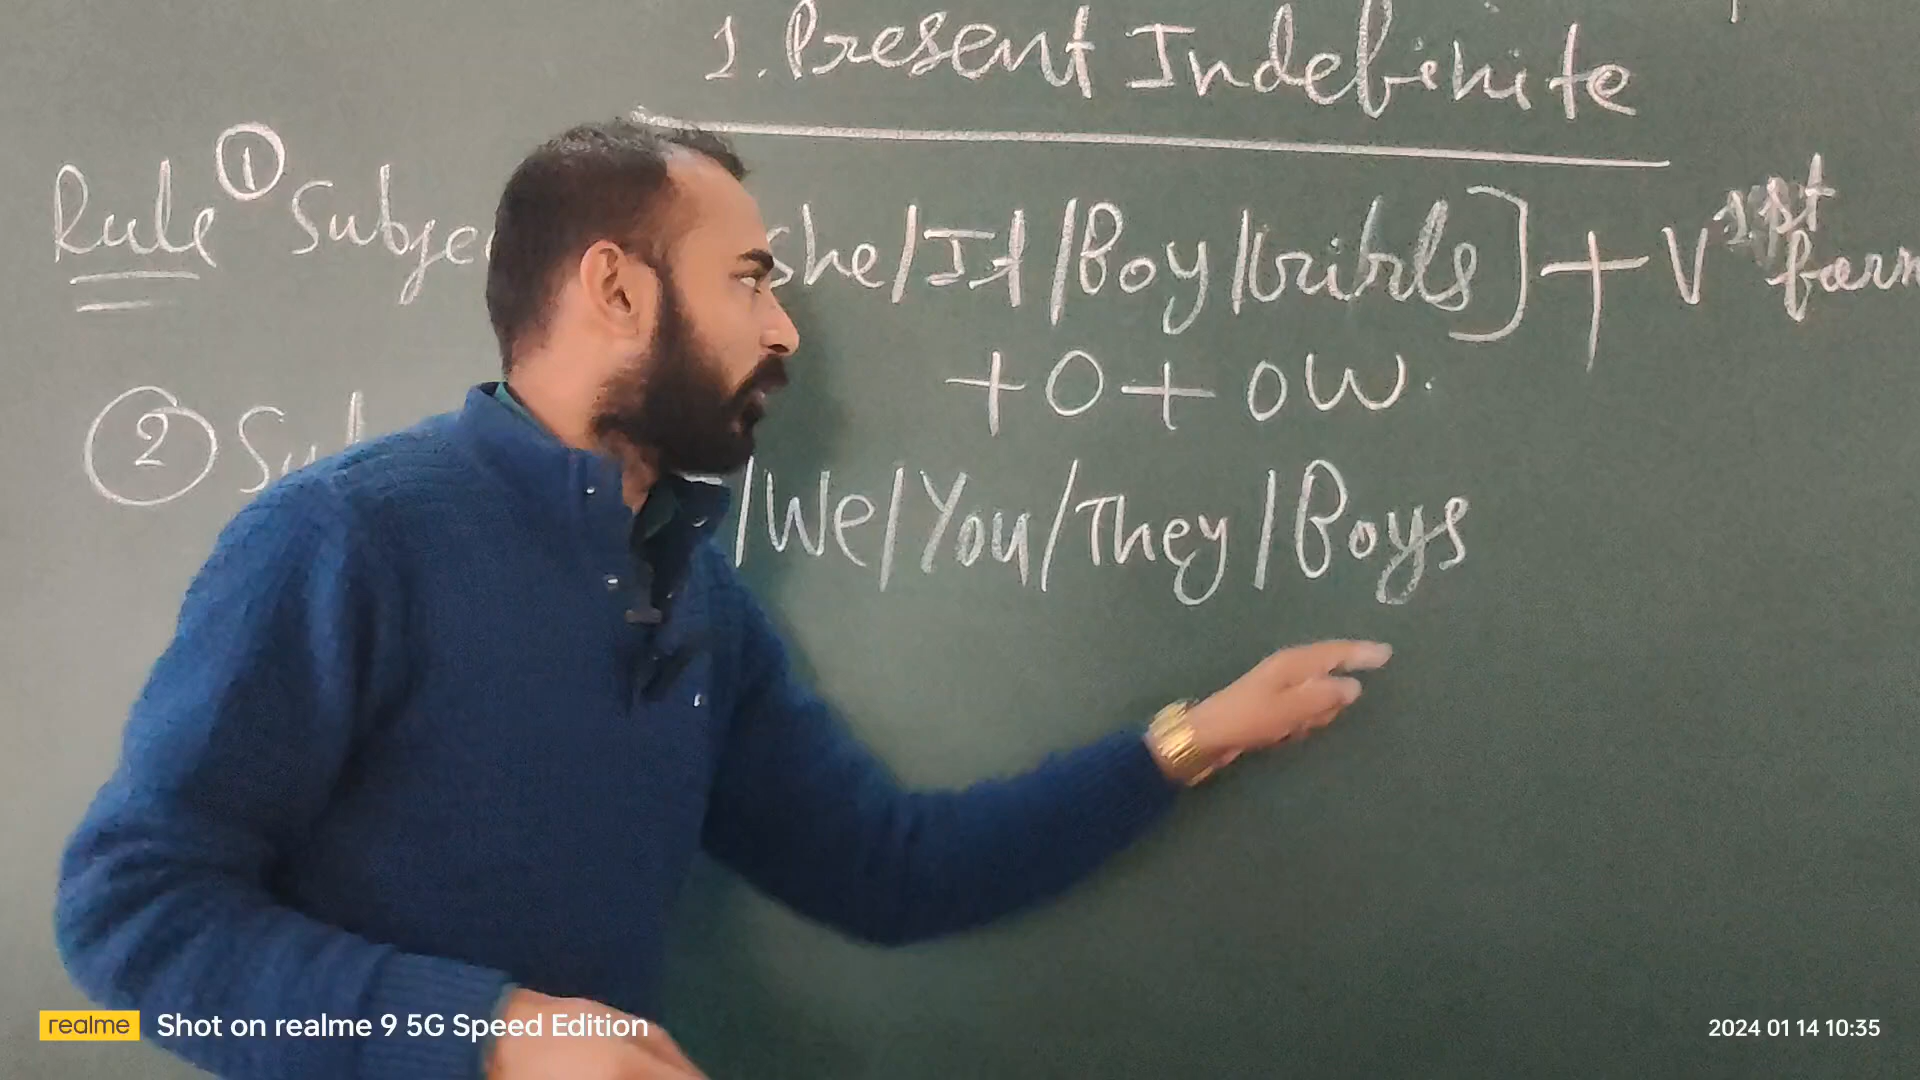 1. Present Indefinite
Rule ① Subjec she/It/Boy/Girls] + V 1st form
+ O + OW.
② Su /We/You/They/Boys
realme Shot on realme 9 5G Speed Edition
2024 01 14 10:35